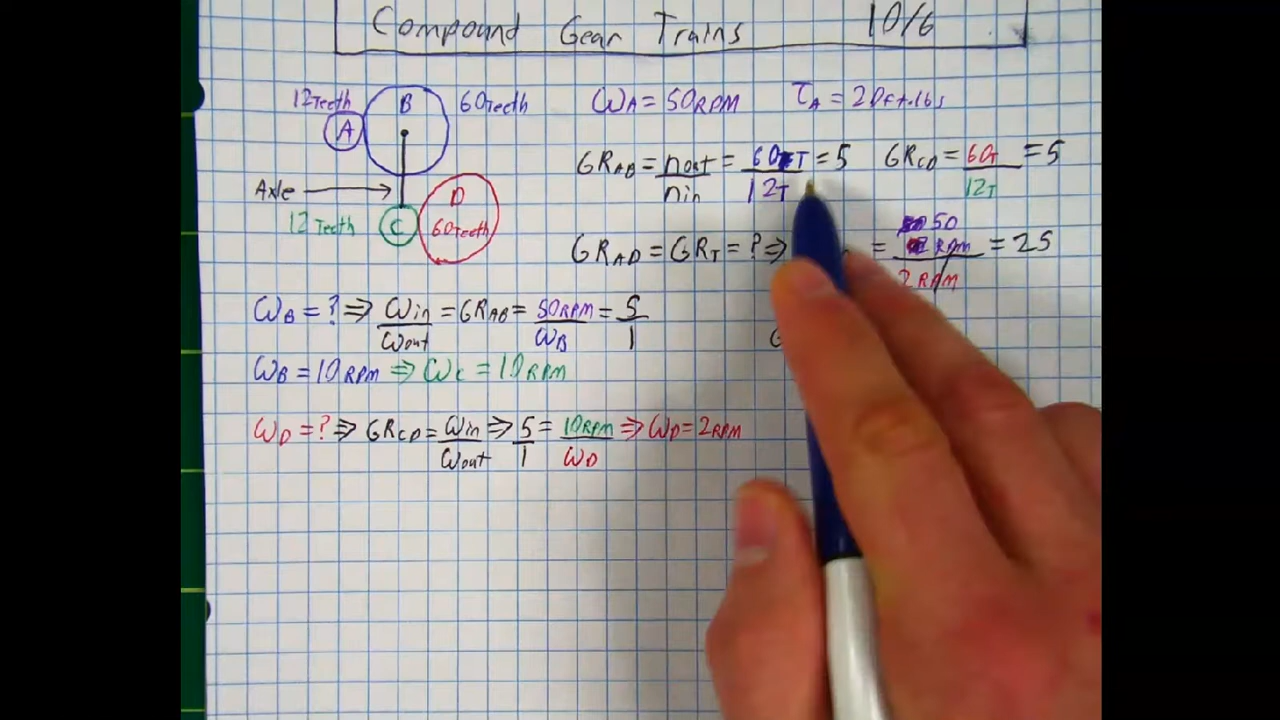 Compound Gear Trains 10/6
12 Teeth A B 60 Teeth
Axle
12 Teeth C D 60 Teeth
ωA = 50 RPM τA = 20 ft·lbs
GRAB = nout/nin = 60T/12T = 5 GRCD = 60T/12T = 5
GRAD = GRT = ? ⇒ = 50 RPM/2 RPM = 25
ωB = ? ⇒ ωin/ωout = GRAB = 50 RPM/ωB = 5/1
ωB = 10 RPM ⇒ ωC = 10 RPM
ωD = ? ⇒ GRCD = ωin/ωout ⇒ 5/1 = 10 RPM/ωD ⇒ ωD = 2 RPM